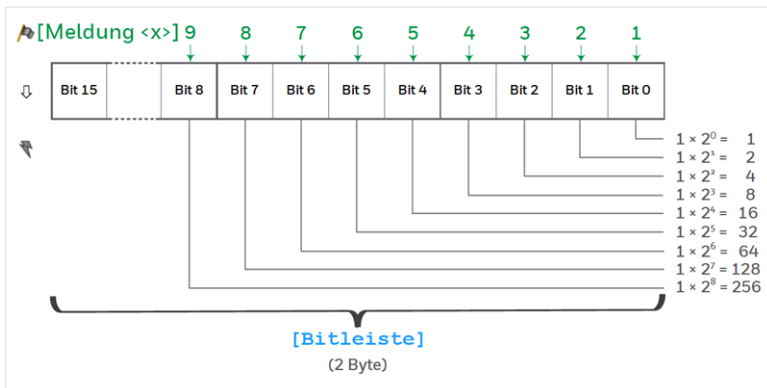 [Meldung <x>] 9 8 7 6 5 4 3 2 1
Bit 15 Bit 8 Bit 7 Bit 6 Bit 5 Bit 4 Bit 3 Bit 2 Bit 1 Bit 0
1 × 2⁰ = 1
1 × 2¹ = 2
1 × 2² = 4
1 × 2³ = 8
1 × 2⁴ = 16
1 × 2⁵ = 32
1 × 2⁶ = 64
1 × 2⁷ = 128
1 × 2⁸ = 256
[Bitleiste]
(2 Byte)